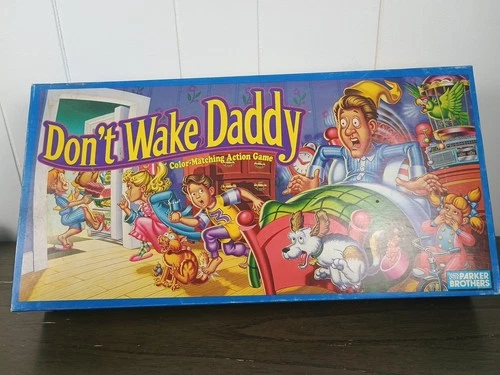 Don't Wake Daddy
Color-Matching Action Game
PARKER
BROTHERS